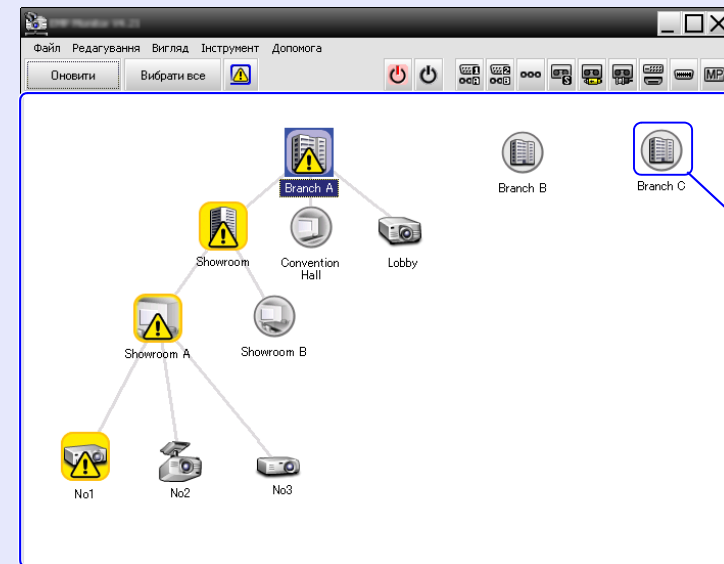 Файл Редагування Вигляд Інструмент Допомога
Оновити Вибрати все
Branch A
Branch B
Branch C
Showroom
Convention
Hall
Lobby
Showroom A
Showroom B
No1
No2
No3